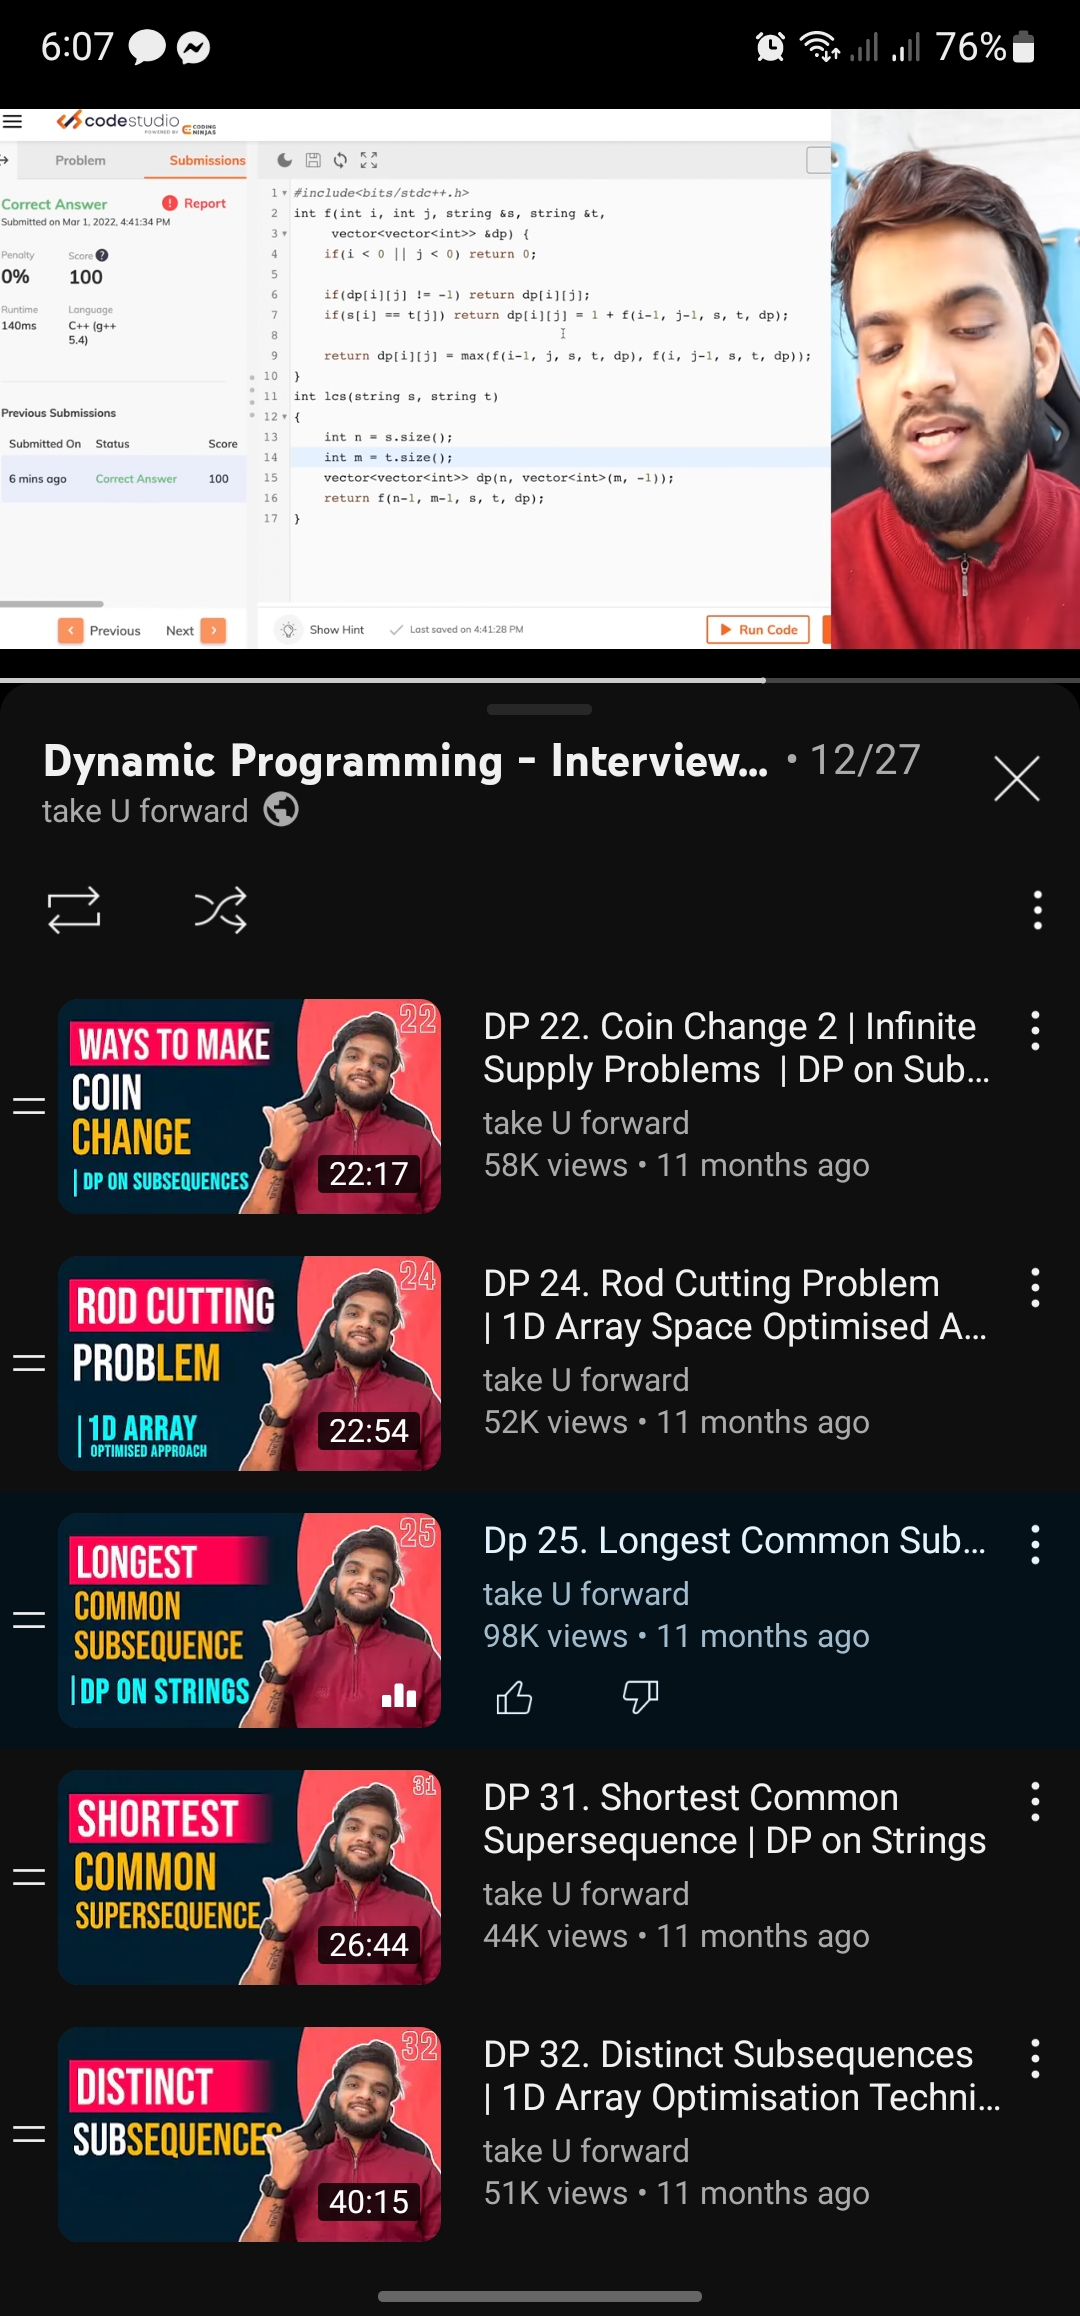 6:07
76%
codestudio
POWERED BY CODING NINJAS
Problem
Submissions
Correct Answer
Report
Submitted on Mar 1, 2022, 4:41:34 PM
Penalty
Score
0%
100
Runtime
Language
140ms
C++ (g++
5.4)
Previous Submissions
Submitted On Status Score
6 mins ago Correct Answer 100
Previous Next
1 #include<bits/stdc++.h>
2 int f(int i, int j, string &s, string &t,
3 vector<vector<int>> &dp) {
4 if(i < 0 || j < 0) return 0;
5
6 if(dp[i][j] != -1) return dp[i][j];
7 if(s[i] == t[j]) return dp[i][j] = 1 + f(i-1, j-1, s, t, dp);
8
9 return dp[i][j] = max(f(i-1, j, s, t, dp), f(i, j-1, s, t, dp));
10 }
11 int lcs(string s, string t)
12 {
13 int n = s.size();
14 int m = t.size();
15 vector<vector<int>> dp(n, vector<int>(m, -1));
16 return f(n-1, m-1, s, t, dp);
17 }
Show Hint
Last saved on 4:41:28 PM
Run Code
Dynamic Programming - Interview... • 12/27
take U forward
22
WAYS TO MAKE
COIN
CHANGE
| DP ON SUBSEQUENCES
22:17
DP 22. Coin Change 2 | Infinite
Supply Problems | DP on Sub...
take U forward
58K views • 11 months ago
24
ROD CUTTING
PROBLEM
| 1D ARRAY
OPTIMISED APPROACH
22:54
DP 24. Rod Cutting Problem
| 1D Array Space Optimised A...
take U forward
52K views • 11 months ago
25
LONGEST
COMMON
SUBSEQUENCE
| DP ON STRINGS
Dp 25. Longest Common Sub...
take U forward
98K views • 11 months ago
31
SHORTEST
COMMON
SUPERSEQUENCE
26:44
DP 31. Shortest Common
Supersequence | DP on Strings
take U forward
44K views • 11 months ago
32
DISTINCT
SUBSEQUENCES
40:15
DP 32. Distinct Subsequences
| 1D Array Optimisation Techni...
take U forward
51K views • 11 months ago